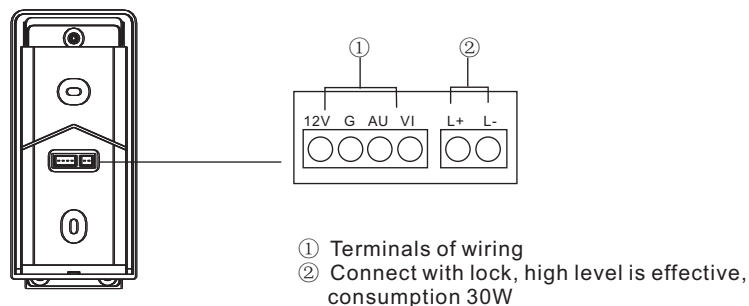 ① ②
12V G AU VI L+ L-
① Terminals of wiring
② Connect with lock, high level is effective,
consumption 30W